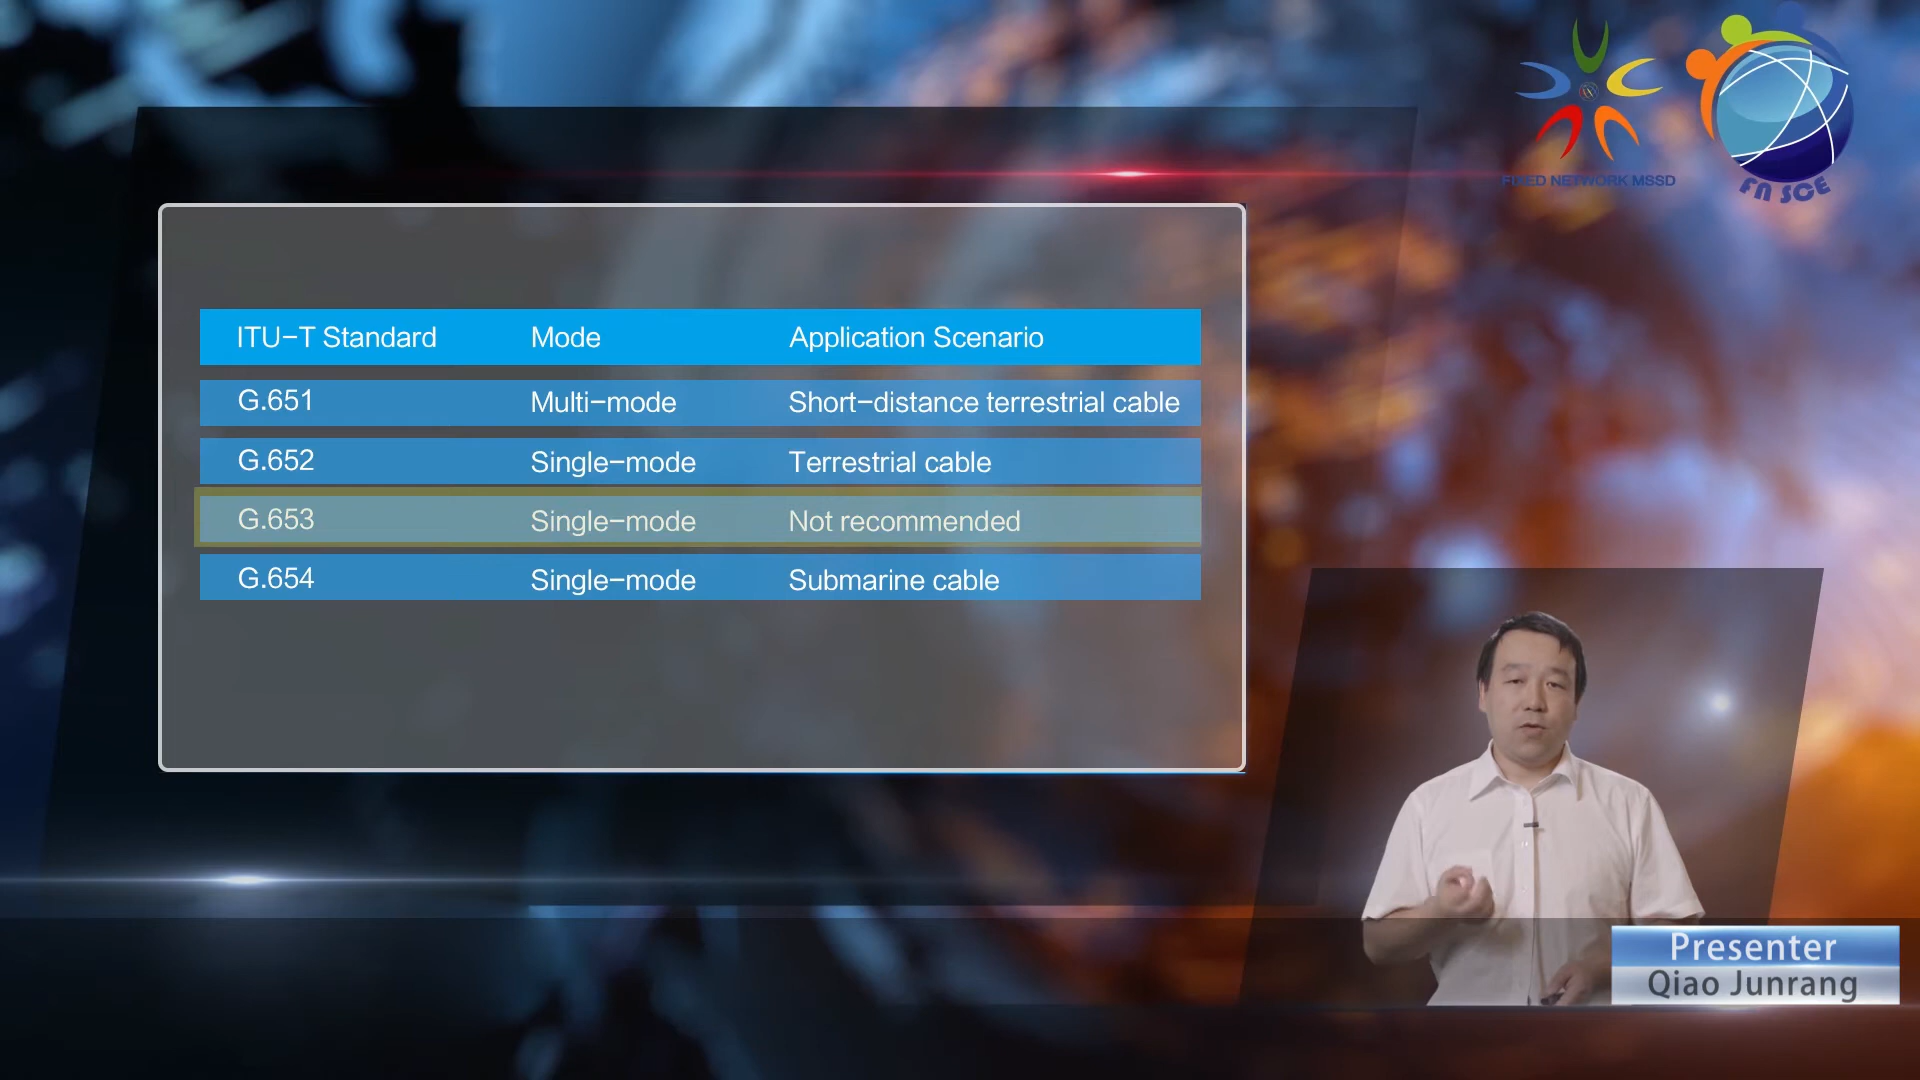 FIXED NETWORK MSSD
FN SCE
ITU-T Standard Mode Application Scenario
G.651 Multi-mode Short-distance terrestrial cable
G.652 Single-mode Terrestrial cable
G.653 Single-mode Not recommended
G.654 Single-mode Submarine cable
Presenter
Qiao Junrang